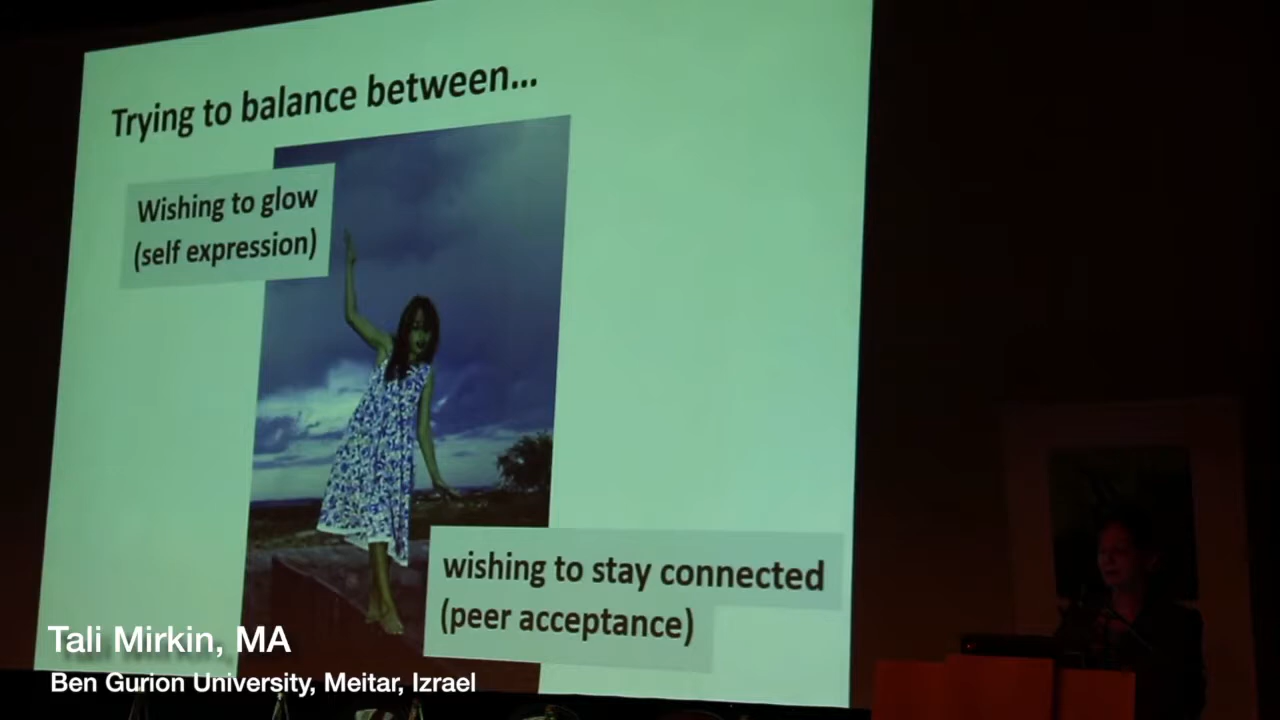 Trying to balance between...
Wishing to glow
(self expression)
wishing to stay connected
(peer acceptance)
Tali Mirkin, MA
Ben Gurion University, Meitar, Izrael